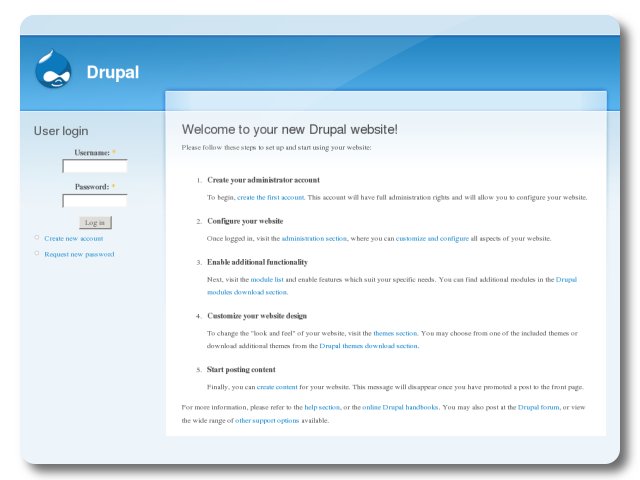 Drupal
User login
Username: *
Password: *
Log in
Create new account
Request new password
Welcome to your new Drupal website!
Please follow these steps to set up and start using your website:
1. Create your administrator account
To begin, create the first account. This account will have full administration rights and will allow you to configure your website.
2. Configure your website
Once logged in, visit the administration section, where you can customize and configure all aspects of your website.
3. Enable additional functionality
Next, visit the module list and enable features which suit your specific needs. You can find additional modules in the Drupal
modules download section.
4. Customize your website design
To change the "look and feel" of your website, visit the themes section. You may choose from one of the included themes or
download additional themes from the Drupal themes download section.
5. Start posting content
Finally, you can create content for your website. This message will disappear once you have promoted a post to the front page.
For more information, please refer to the help section, or the online Drupal handbooks. You may also post at the Drupal forum, or view
the wide range of other support options available.